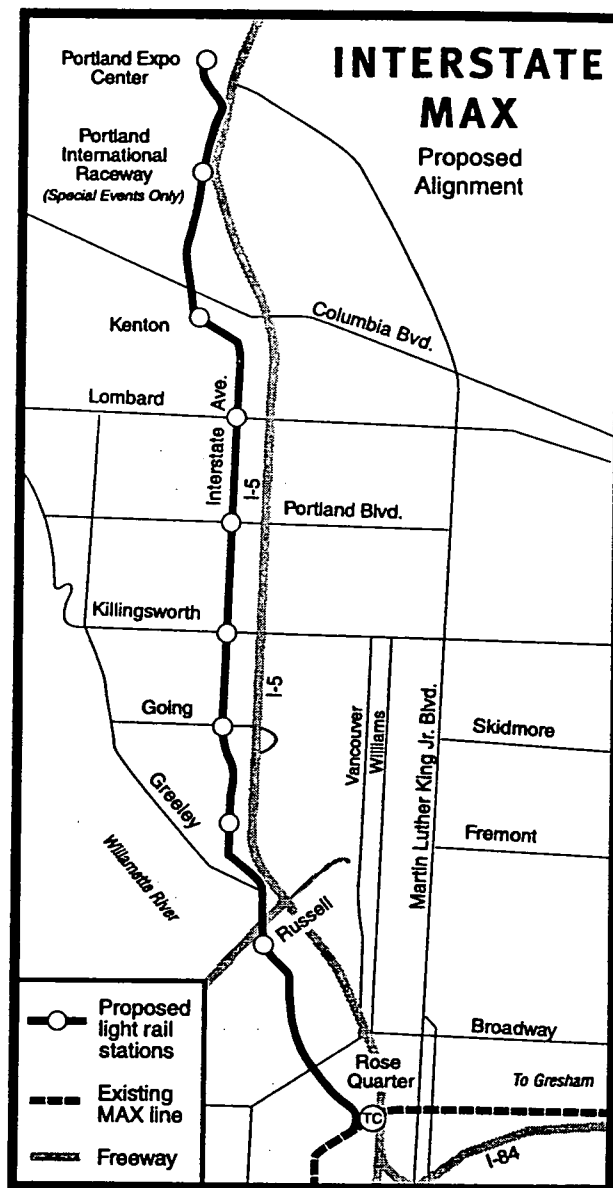 INTERSTATE
MAX
Proposed
Alignment
Portland Expo
Center
Portland
International
Raceway
(Special Events Only)
Kenton
Columbia Bvd.
Lombard
Interstate Ave.
I-5
Portland Blvd.
Killingsworth
I-5
Going
Vancouver
Williams
Martin Luther King Jr. Blvd.
Skidmore
Greeley
Fremont
Willamette River
Russell
Broadway
Rose
Quarter
To Gresham
TC
I-84
Proposed
light rail
stations
Existing
MAX line
Freeway